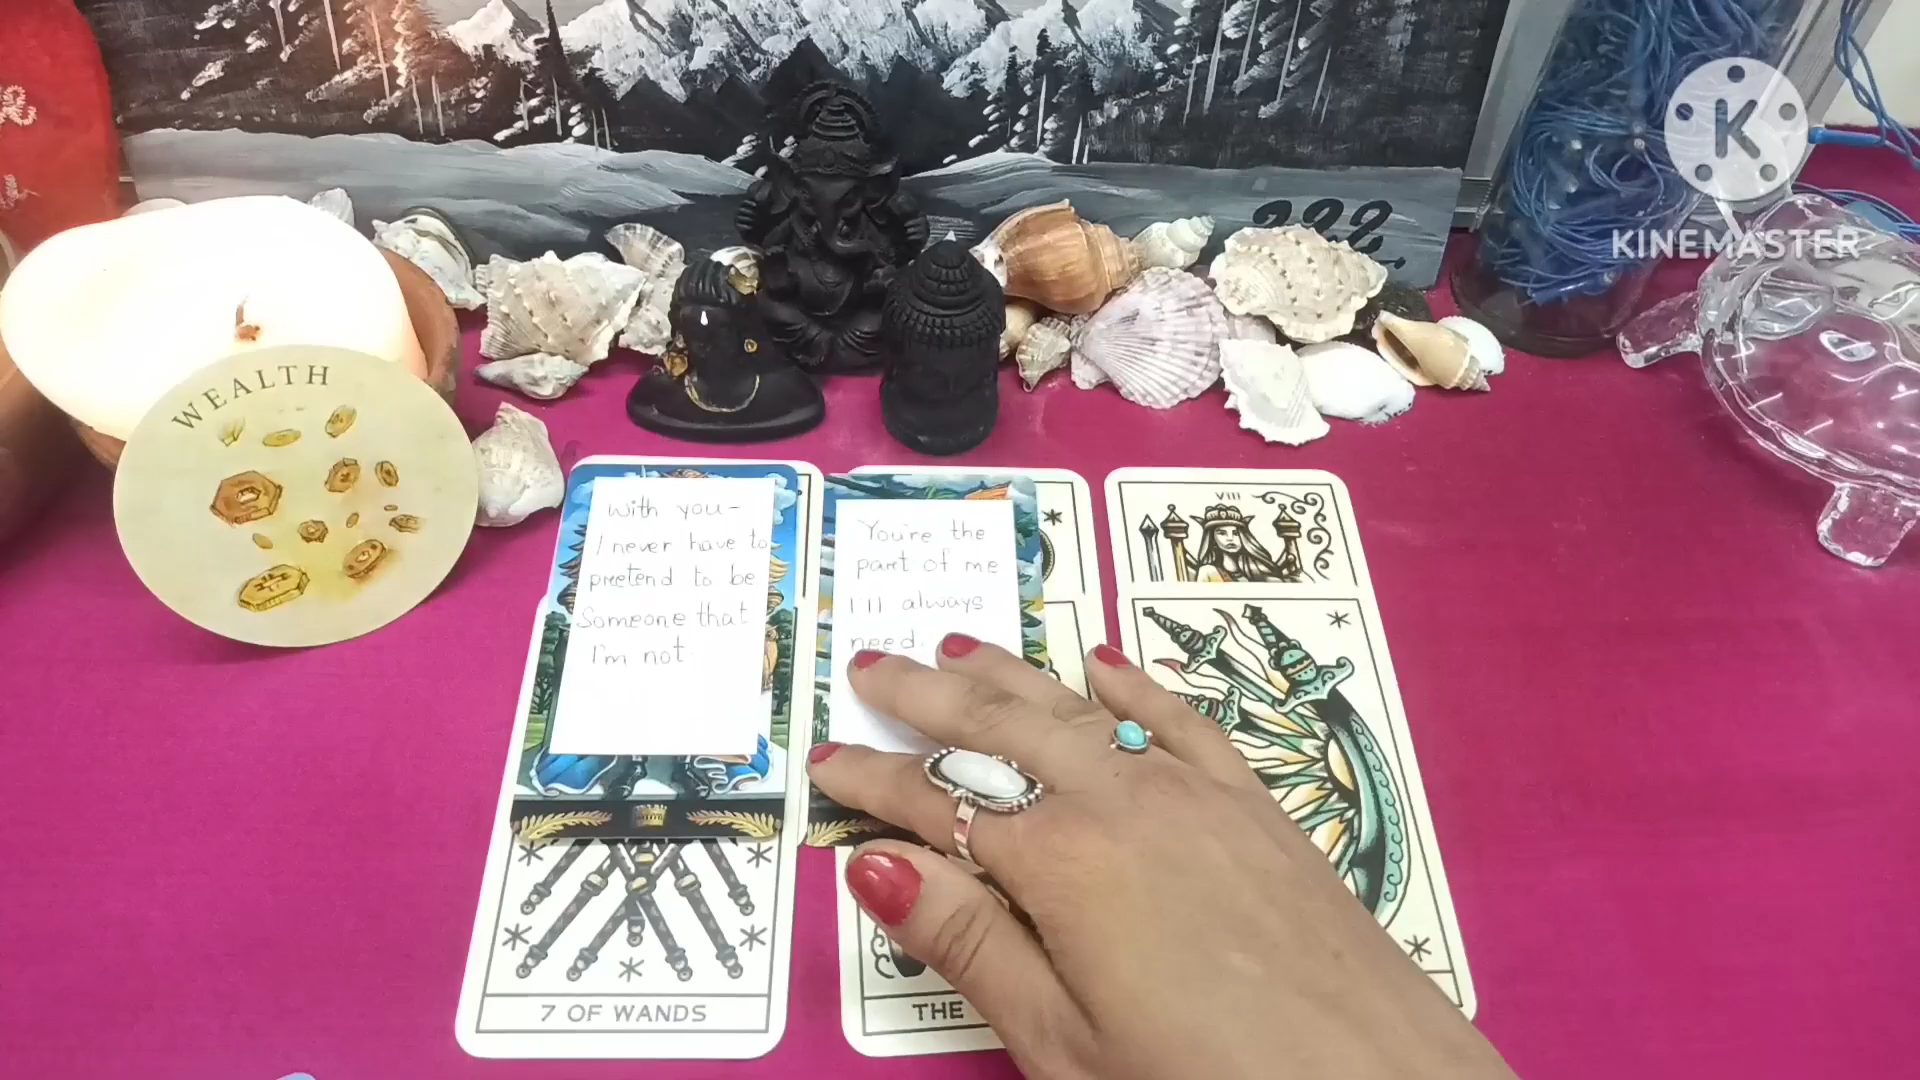 222
K
KINEMASTER
WEALTH
With you-
I never have to
pretend to be
Someone that
I'm not.
You're the
part of me
I'll always
need.
VIII
7 OF WANDS
THE